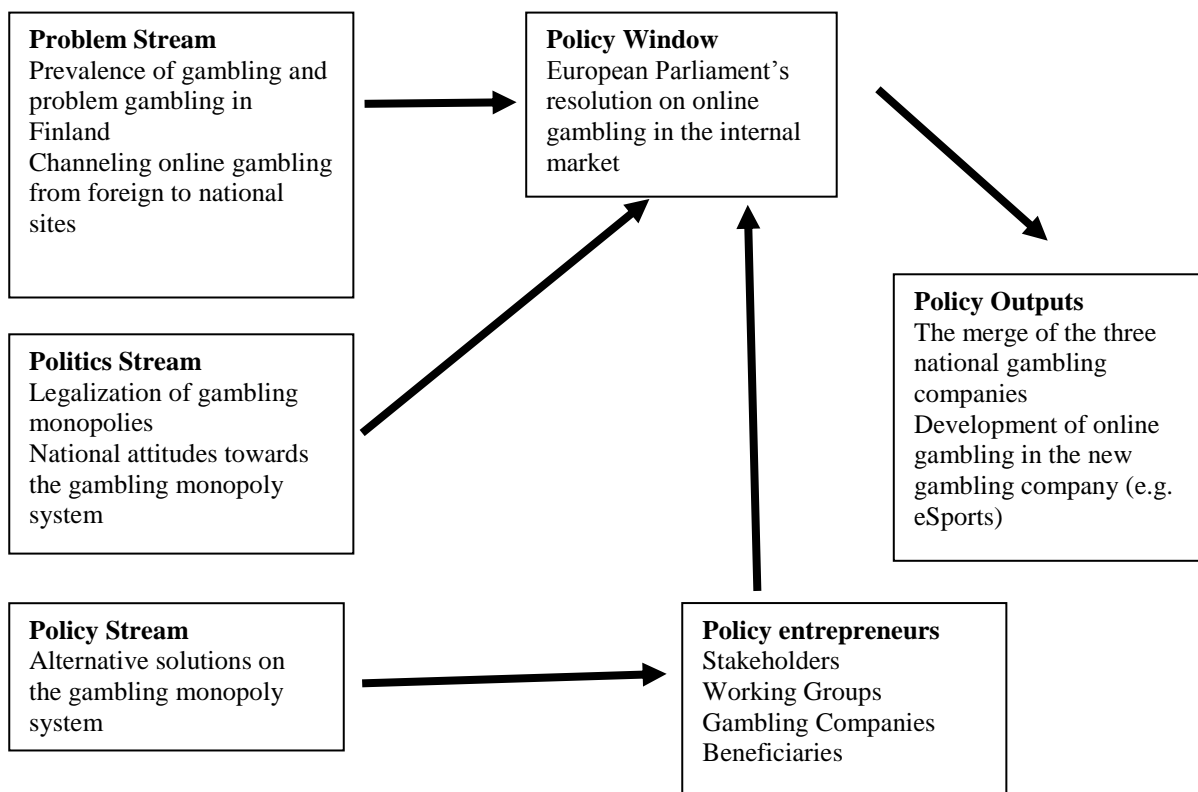 Problem Stream
Prevalence of gambling and
problem gambling in
Finland
Channeling online gambling
from foreign to national
sites
Policy Window
European Parliament's
resolution on online
gambling in the internal
market
Politics Stream
Legalization of gambling
monopolies
National attitudes towards
the gambling monopoly
system
Policy Outputs
The merge of the three
national gambling
companies
Development of online
gambling in the new
gambling company (e.g.
eSports)
Policy Stream
Alternative solutions on
the gambling monopoly
system
Policy entrepreneurs
Stakeholders
Working Groups
Gambling Companies
Beneficiaries